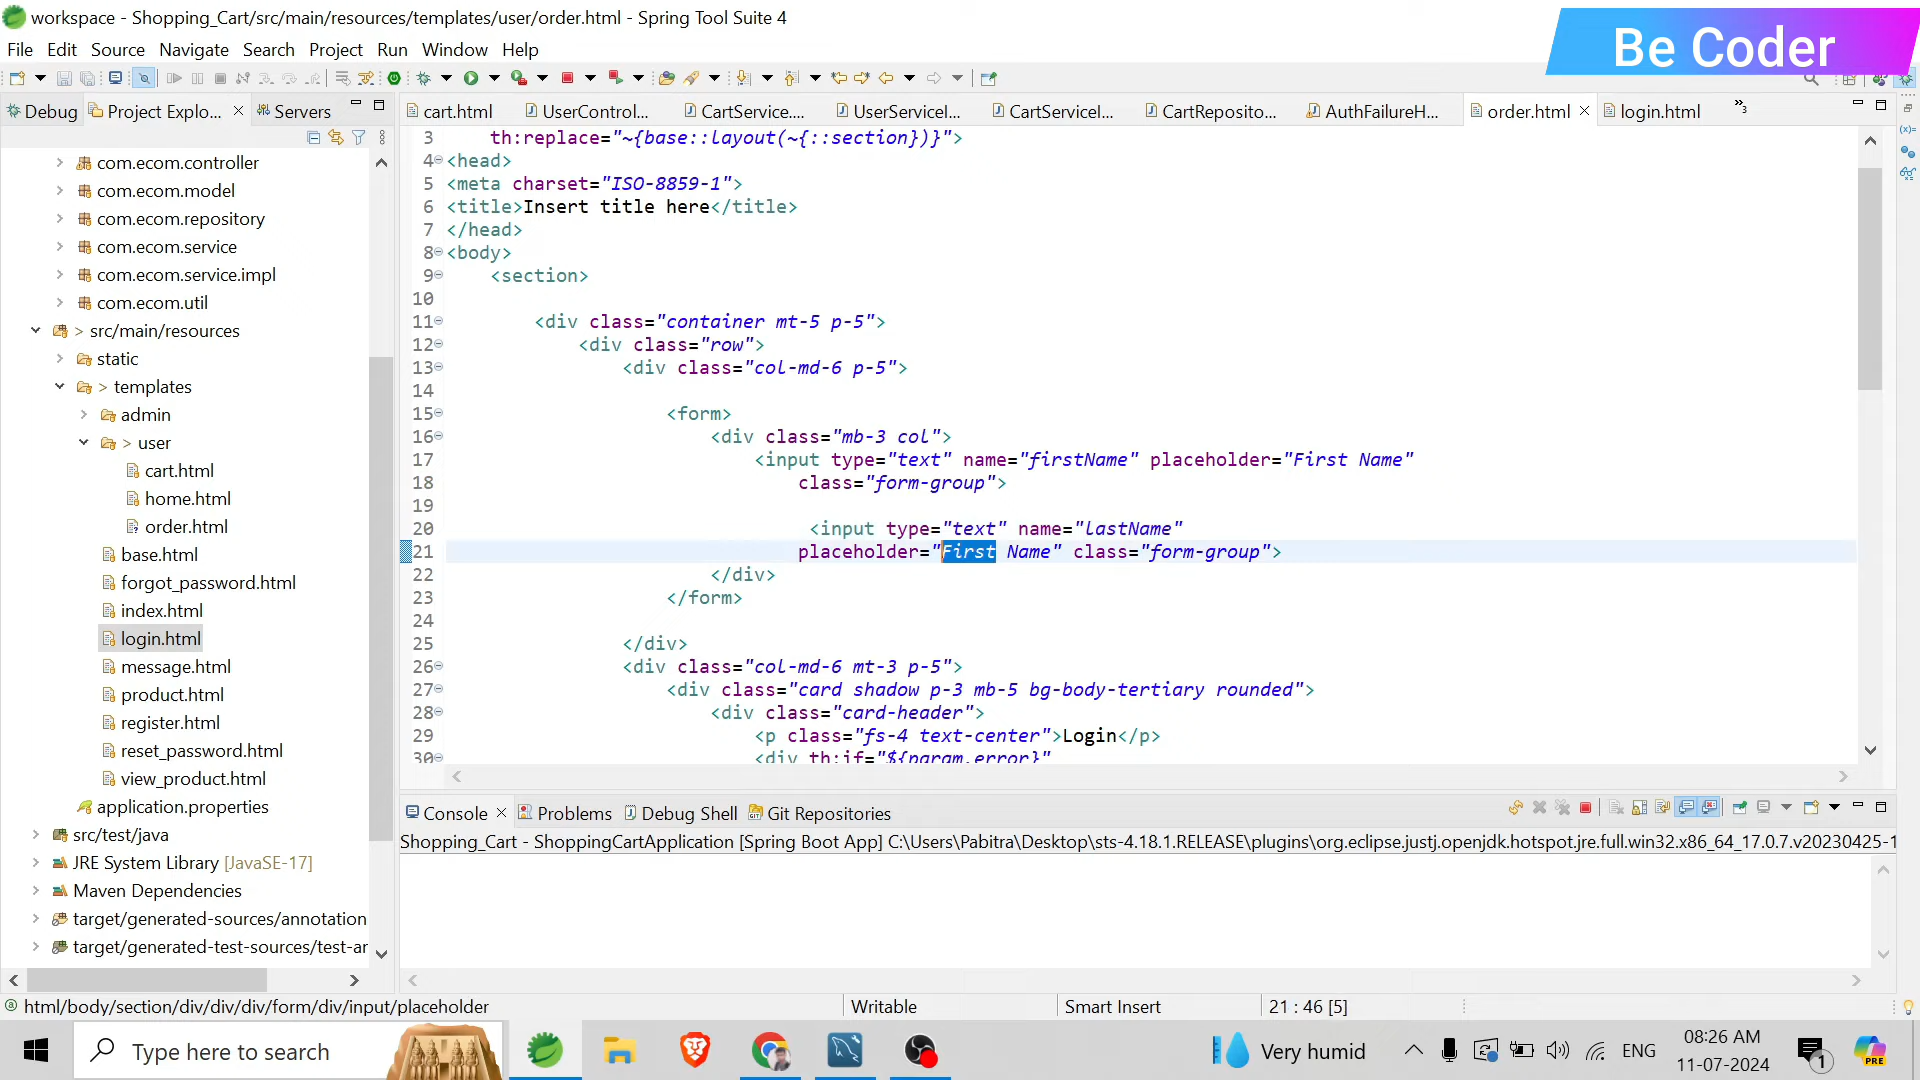 workspace - Shopping_Cart/src/main/resources/templates/user/order.html - Spring Tool Suite 4
Be Coder
File Edit Source Navigate Search Project Run Window Help
Debug Project Explo... Servers
cart.html UserControl... CartService.... UserServiceI... CartServiceI... CartReposito... AuthFailureH... order.html login.html »3
com.ecom.controller
com.ecom.model
com.ecom.repository
com.ecom.service
com.ecom.service.impl
com.ecom.util
> src/main/resources
static
> templates
admin
> user
cart.html
home.html
order.html
base.html
forgot_password.html
index.html
login.html
message.html
product.html
register.html
reset_password.html
view_product.html
application.properties
src/test/java
JRE System Library [JavaSE-17]
Maven Dependencies
target/generated-sources/annotation
target/generated-test-sources/test-ar
3 th:replace="~{base::layout(~{::section})}">
4 <head>
5 <meta charset="ISO-8859-1">
6 <title>Insert title here</title>
7 </head>
8 <body>
9 <section>
10
11 <div class="container mt-5 p-5">
12 <div class="row">
13 <div class="col-md-6 p-5">
14
15 <form>
16 <div class="mb-3 col">
17 <input type="text" name="firstName" placeholder="First Name"
18 class="form-group">
19
20 <input type="text" name="lastName"
21 placeholder="First Name" class="form-group">
22 </div>
23 </form>
24
25 </div>
26 <div class="col-md-6 mt-3 p-5">
27 <div class="card shadow p-3 mb-5 bg-body-tertiary rounded">
28 <div class="card-header">
29 <p class="fs-4 text-center">Login</p>
30 <div th:if="${param.error}"
Console Problems Debug Shell Git Repositories
Shopping_Cart - ShoppingCartApplication [Spring Boot App] C:\Users\Pabitra\Desktop\sts-4.18.1.RELEASE\plugins\org.eclipse.justj.openjdk.hotspot.jre.full.win32.x86_64_17.0.7.v20230425-1
html/body/section/div/div/div/form/div/input/placeholder Writable Smart Insert 21 : 46 [5]
Type here to search
Very humid
ENG
08:26 AM
11-07-2024
1
PRE